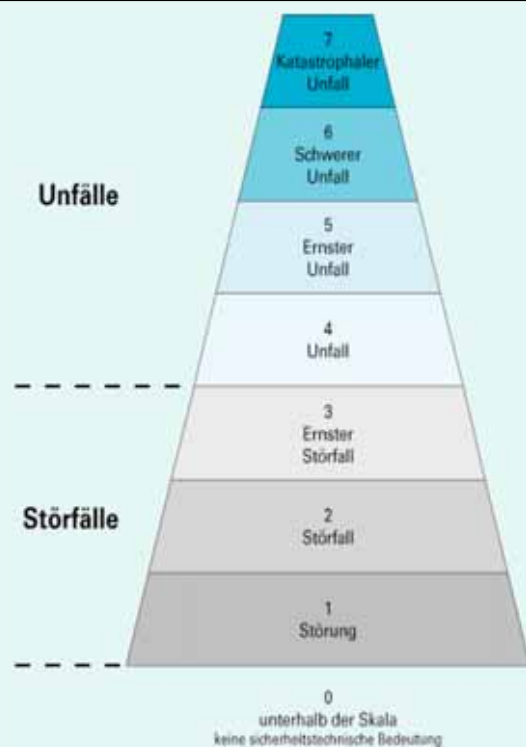 7
Katastrophaler
Unfall
6
Schwerer
Unfall
Unfälle
5
Ernster
Unfall
4
Unfall
3
Ernster
Störfall
Störfälle
2
Störfall
1
Störung
0
unterhalb der Skala
keine sicherheitstechnische Bedeutung